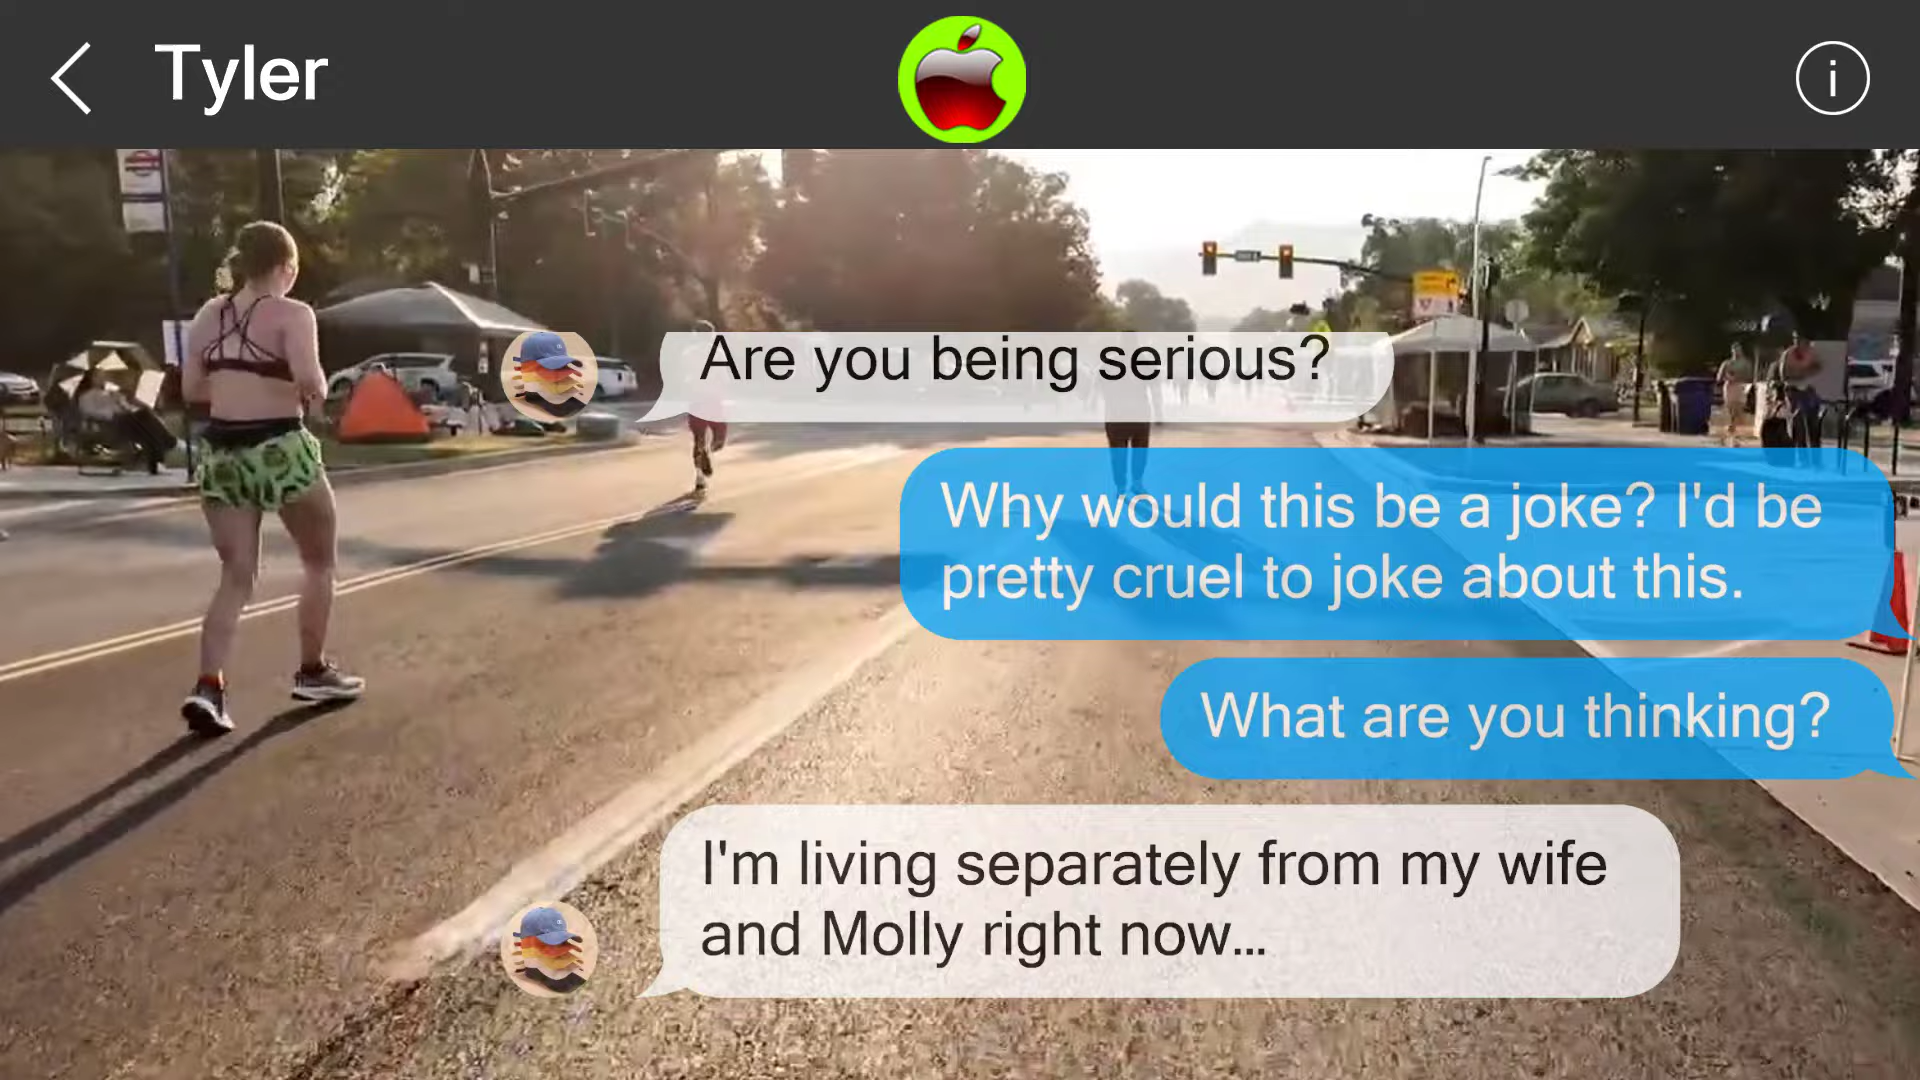 Tyler
Are you being serious?
Why would this be a joke? I'd be
pretty cruel to joke about this.
What are you thinking?
I'm living separately from my wife
and Molly right now...